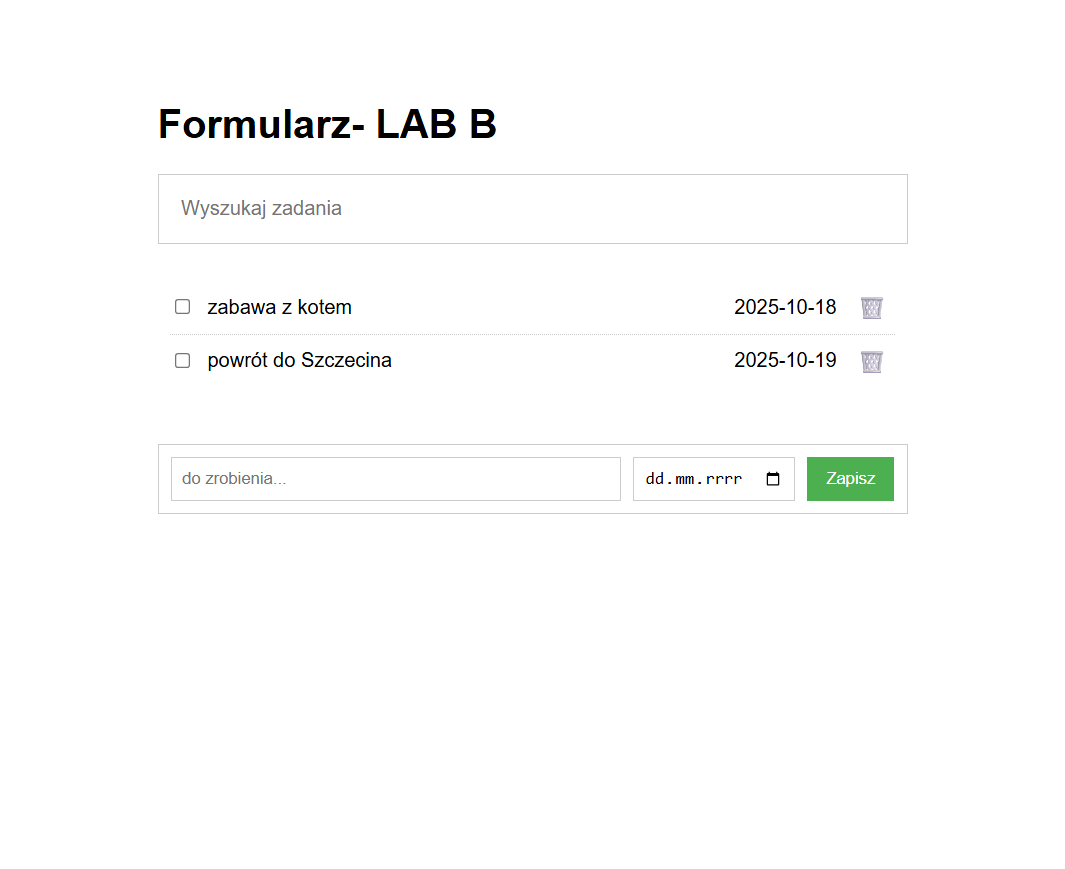 Formularz- LAB B
Wyszukaj zadania
zabawa z kotem 2025-10-18
powrót do Szczecina 2025-10-19
do zrobienia... dd.mm.rrrr Zapisz